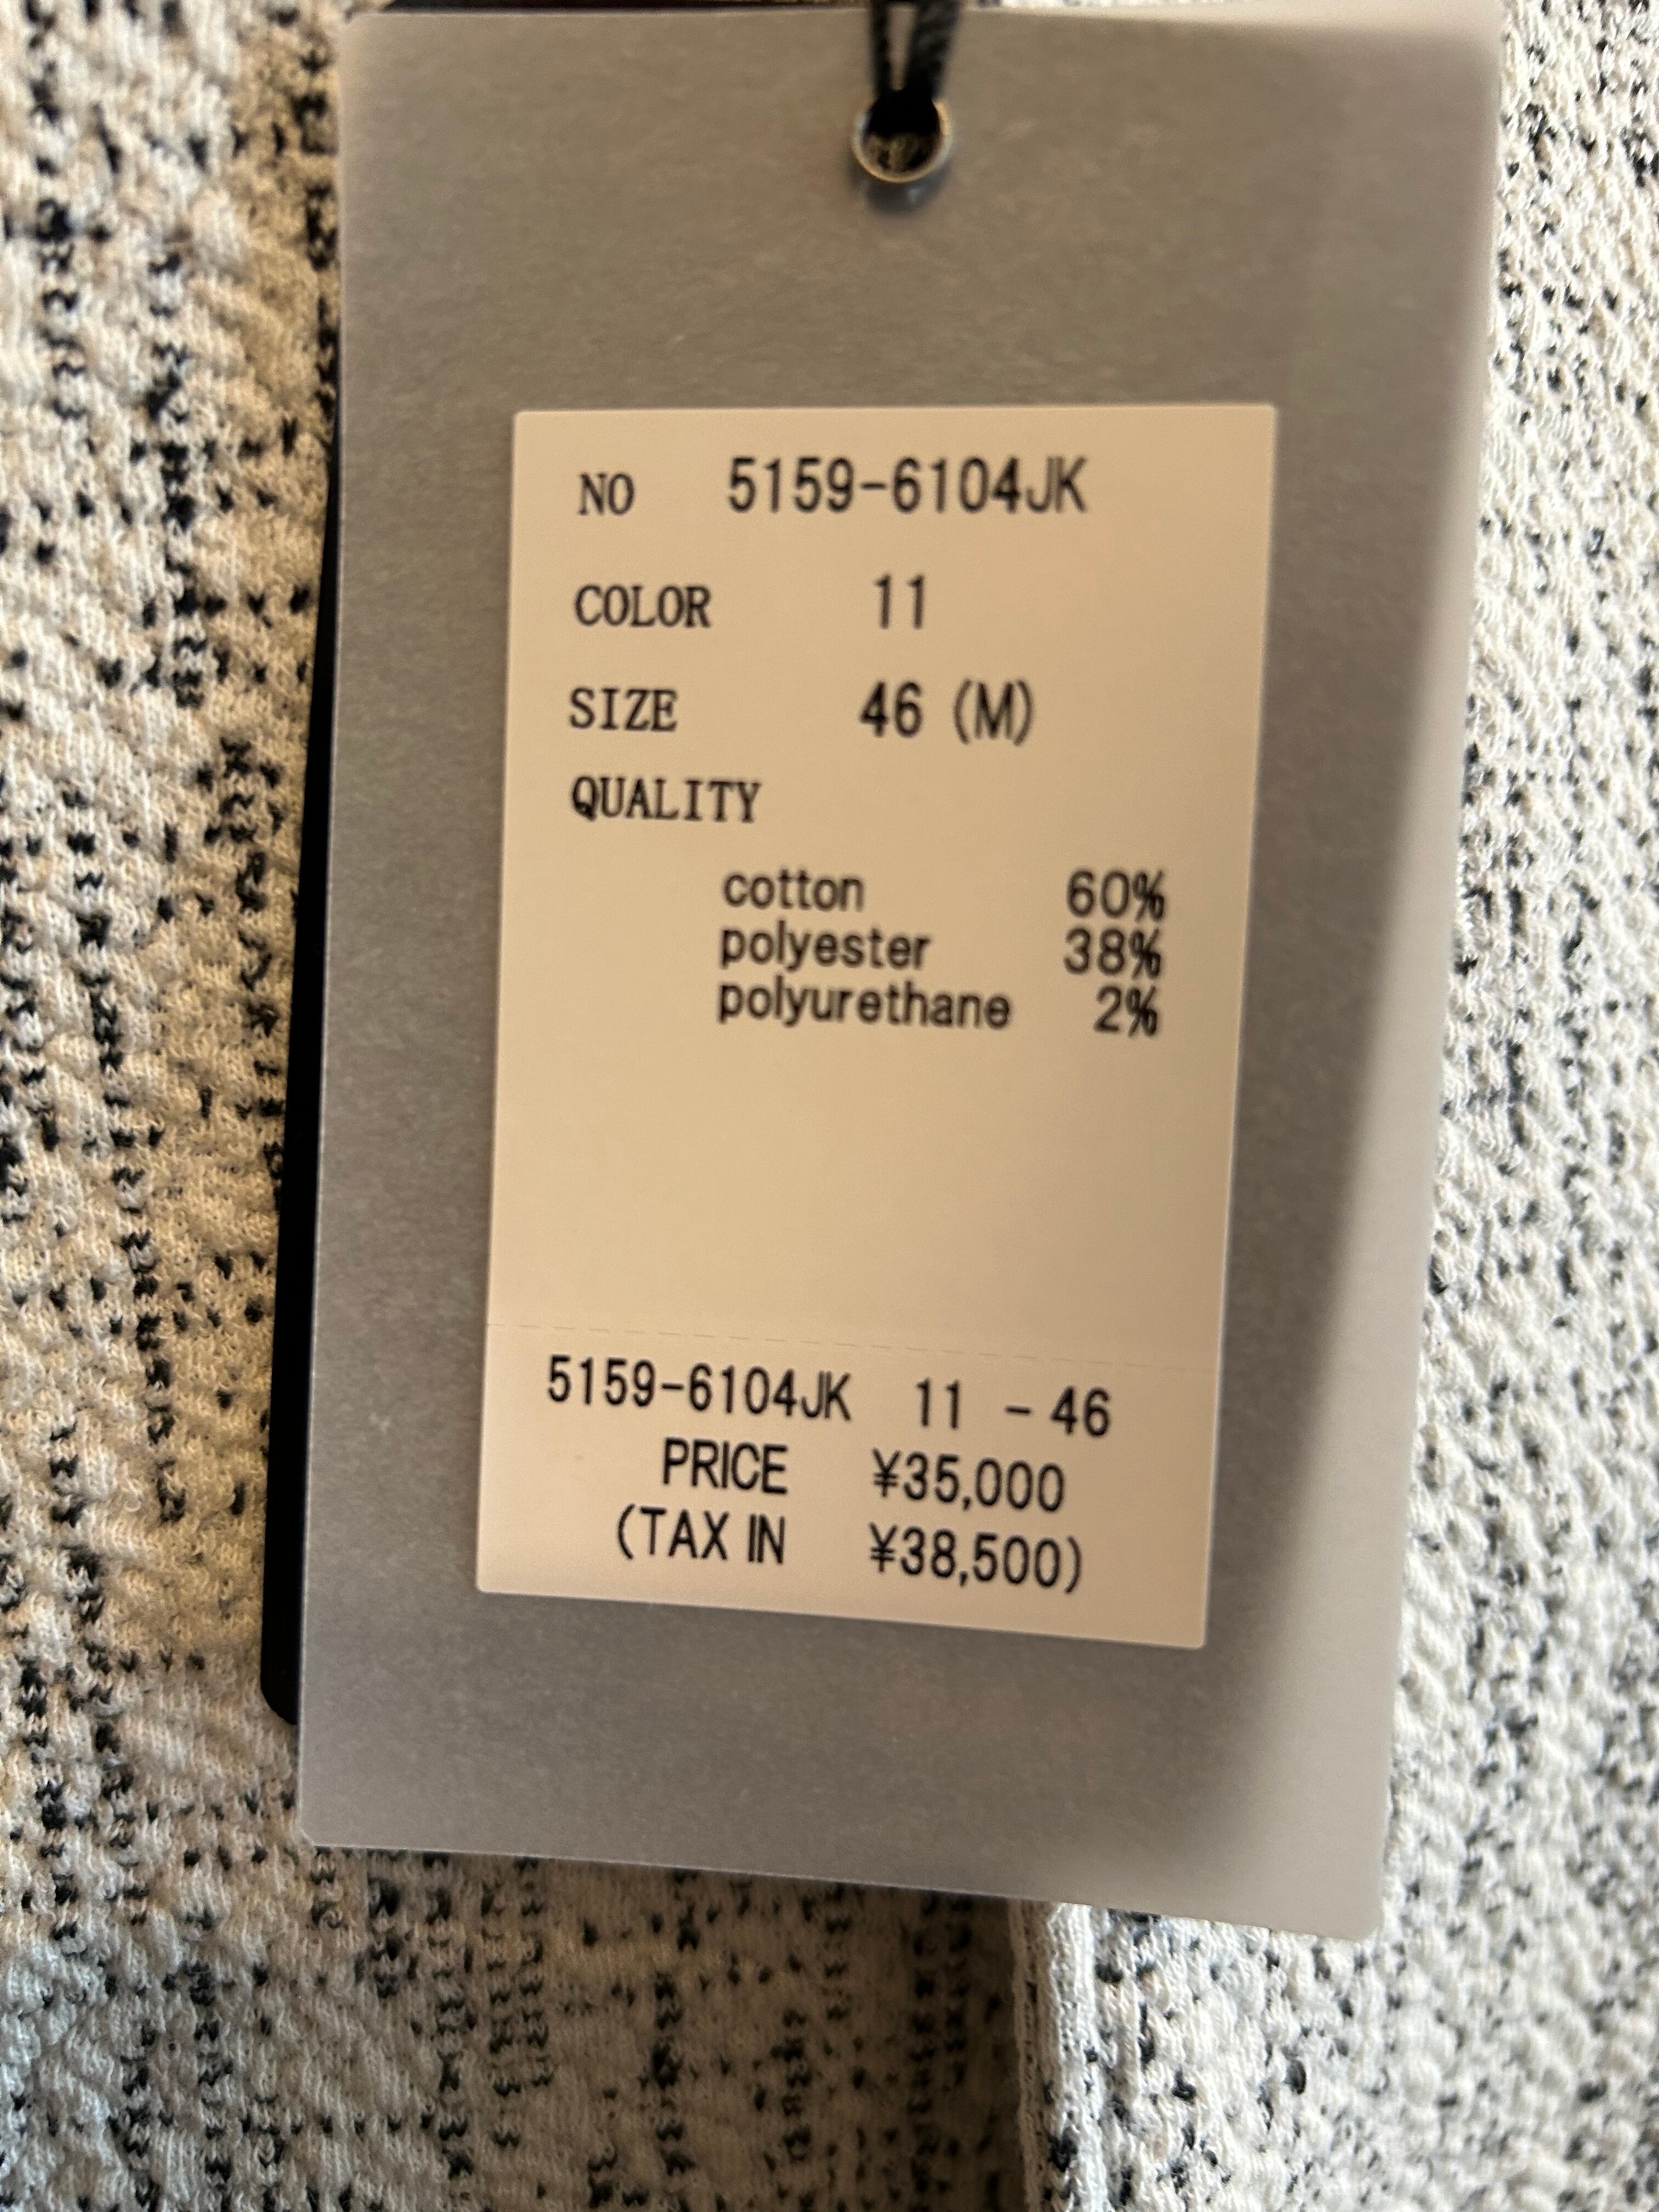 NO 5159-6104JK
COLOR 11
SIZE 46 (M)
QUALITY
cotton 60%
polyester 38%
polyurethane 2%
5159-6104JK 11 -46
PRICE ¥35,000
(TAX IN ¥38,500)